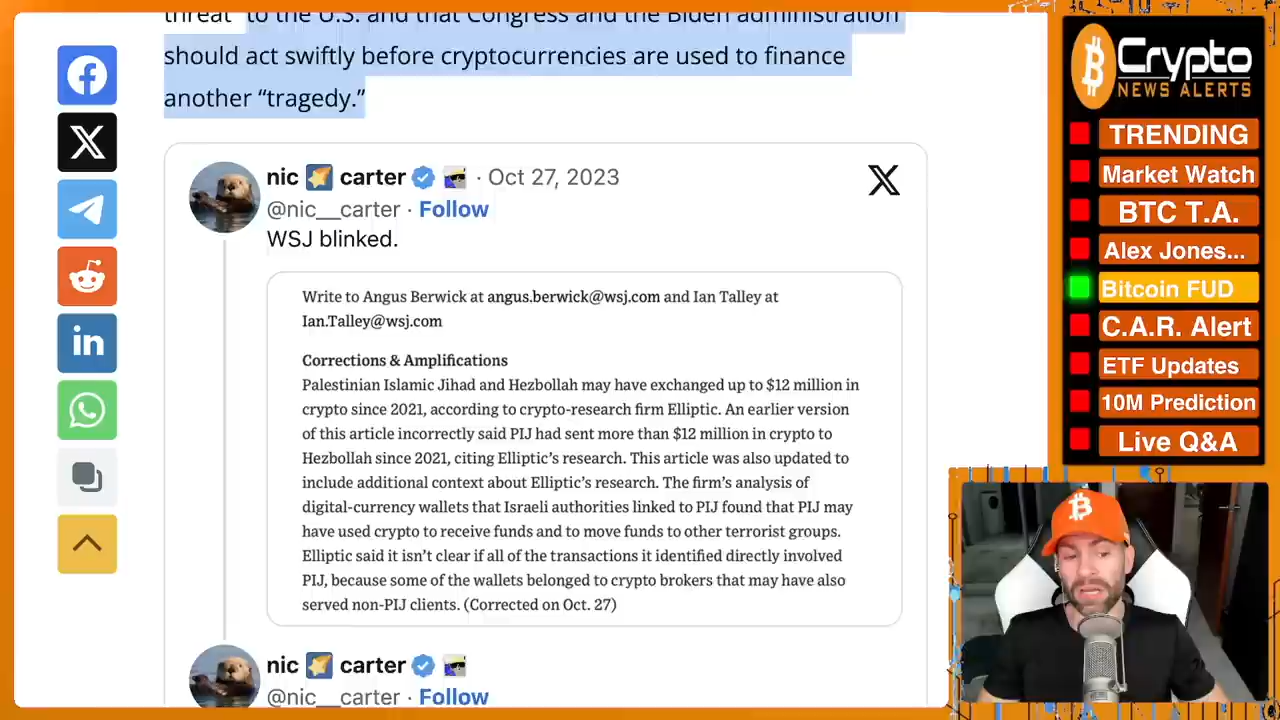 threat" to the U.S. and that Congress and the Biden administration
should act swiftly before cryptocurrencies are used to finance
another “tragedy.”
nic carter · Oct 27, 2023
@nic__carter · Follow
WSJ blinked.
Write to Angus Berwick at angus.berwick@wsj.com and Ian Talley at
Ian.Talley@wsj.com
Corrections & Amplifications
Palestinian Islamic Jihad and Hezbollah may have exchanged up to $12 million in
crypto since 2021, according to crypto-research firm Elliptic. An earlier version
of this article incorrectly said PIJ had sent more than $12 million in crypto to
Hezbollah since 2021, citing Elliptic’s research. This article was also updated to
include additional context about Elliptic’s research. The firm’s analysis of
digital-currency wallets that Israeli authorities linked to PIJ found that PIJ may
have used crypto to receive funds and to move funds to other terrorist groups.
Elliptic said it isn’t clear if all of the transactions it identified directly involved
PIJ, because some of the wallets belonged to crypto brokers that may have also
served non-PIJ clients. (Corrected on Oct. 27)
nic carter
@nic__carter · Follow
Crypto
NEWS ALERTS
TRENDING
Market Watch
BTC T.A.
Alex Jones...
Bitcoin FUD
C.A.R. Alert
ETF Updates
10M Prediction
Live Q&A